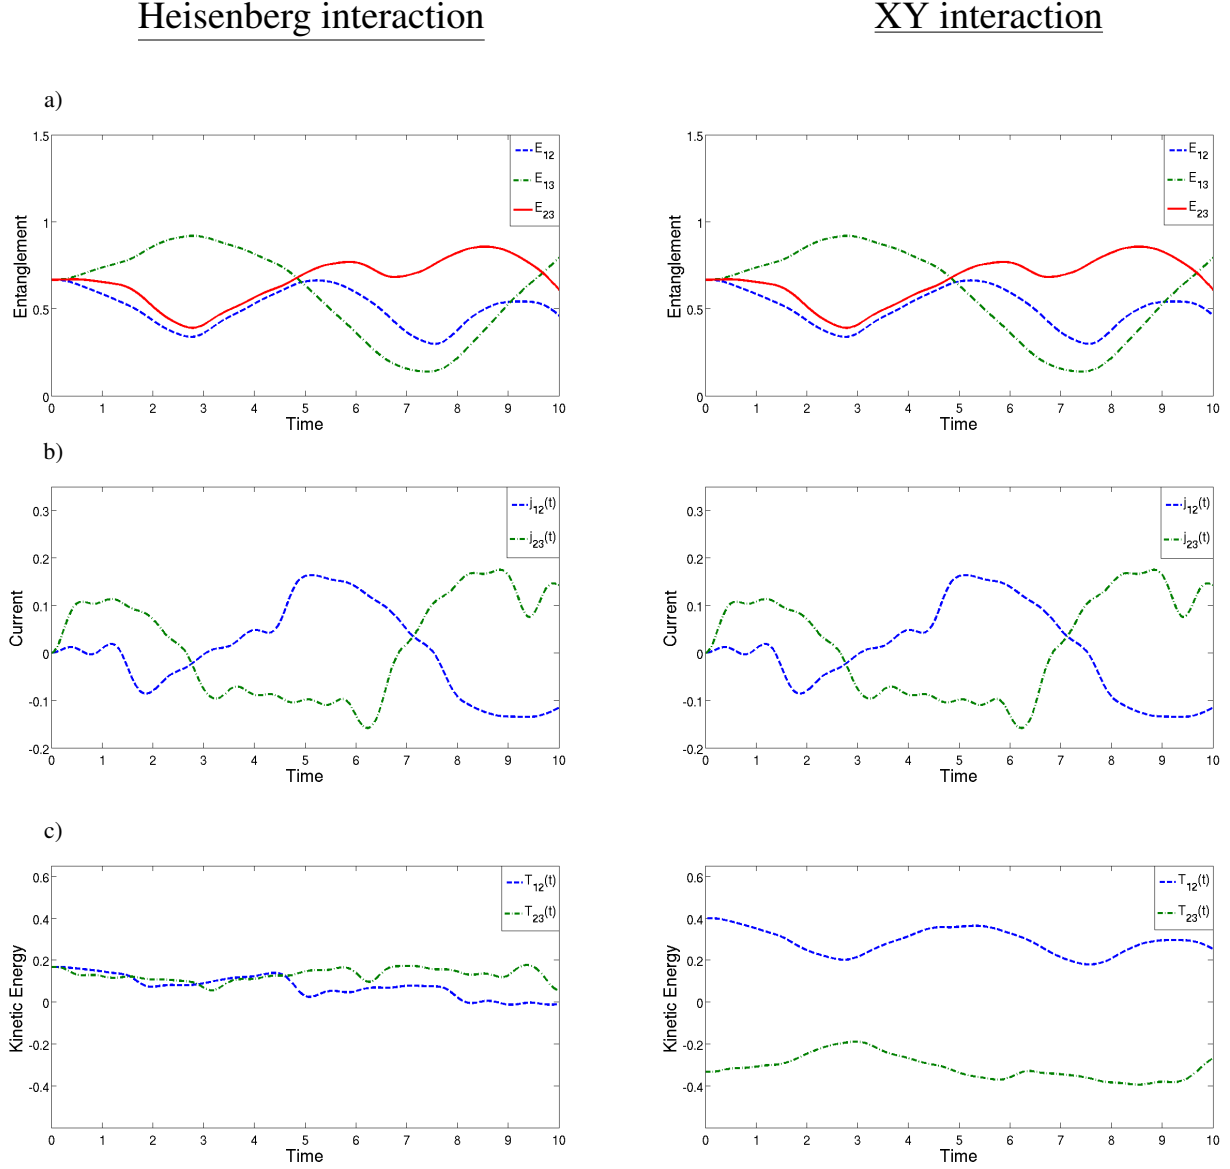 Heisenberg interaction
XY interaction
a)
1.5
1
0.5
0
Entanglement
E12
E13
E23
0 1 2 3 4 5 6 7 8 9 10
Time
1.5
1
0.5
0
Entanglement
E12
E13
E23
0 1 2 3 4 5 6 7 8 9 10
Time
b)
0.3
0.2
0.1
0
-0.1
-0.2
Current
j12(t)
j23(t)
0 1 2 3 4 5 6 7 8 9 10
Time
0.3
0.2
0.1
0
-0.1
-0.2
Current
j12(t)
j23(t)
0 1 2 3 4 5 6 7 8 9 10
Time
c)
0.6
0.4
0.2
0
-0.2
-0.4
Kinetic Energy
T12(t)
T23(t)
0 1 2 3 4 5 6 7 8 9 10
Time
0.6
0.4
0.2
0
-0.2
-0.4
Kinetic Energy
T12(t)
T23(t)
0 1 2 3 4 5 6 7 8 9 10
Time